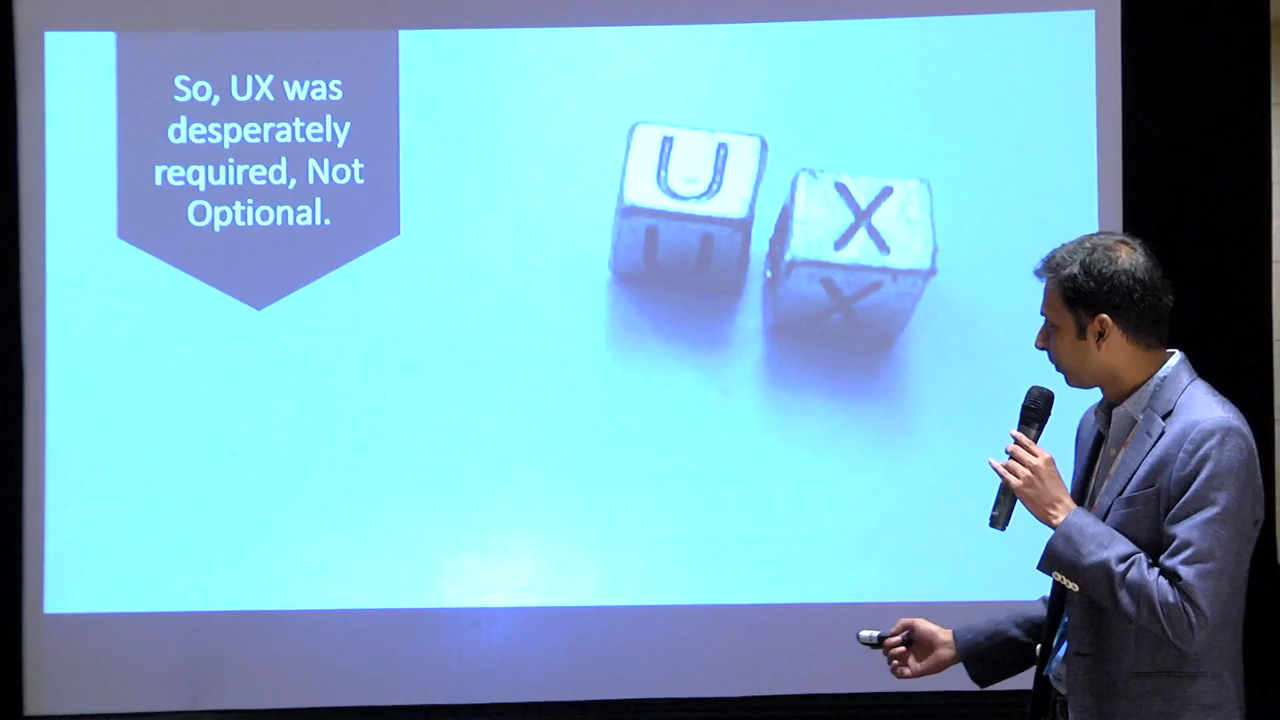 So, UX was
desperately
required, Not
Optional.
U X
U X